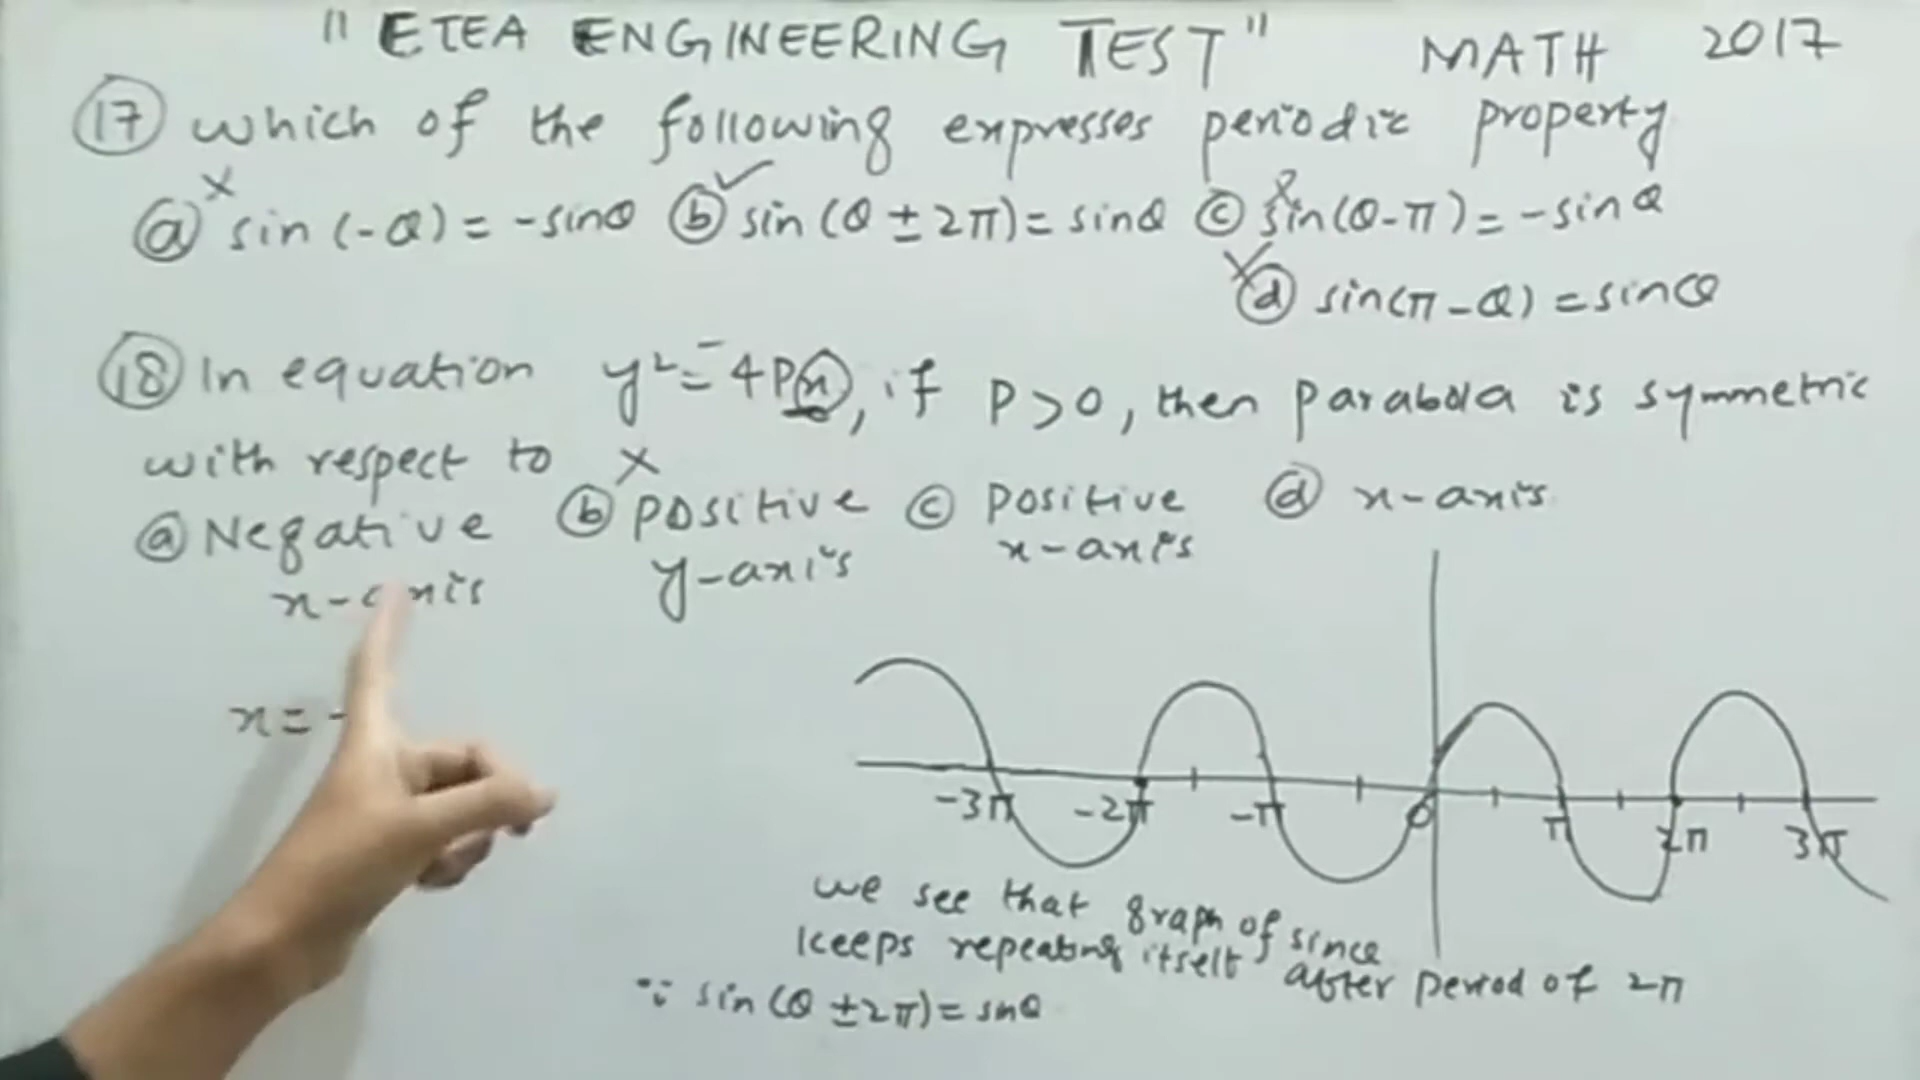 "ETEA ENGINEERING TEST" MATH 2017
17 which of the following expresses periodic property
a sin(-θ) = -sinθ b sin(θ ± 2π) = sinθ c sin(θ-π) = -sinθ
d sin(π-θ) = sinθ
18 In equation y² = -4Px, if P>0, then parabola is symmetric
with respect to
a Negative b positive c positive d x-axis
x-axis y-axis x-axis
x = -
-3π -2π -π 0 π 2π 3π
we see that graph of since
keeps repeating itself after period of 2π
∵ sin(θ ±2π) = sinθ